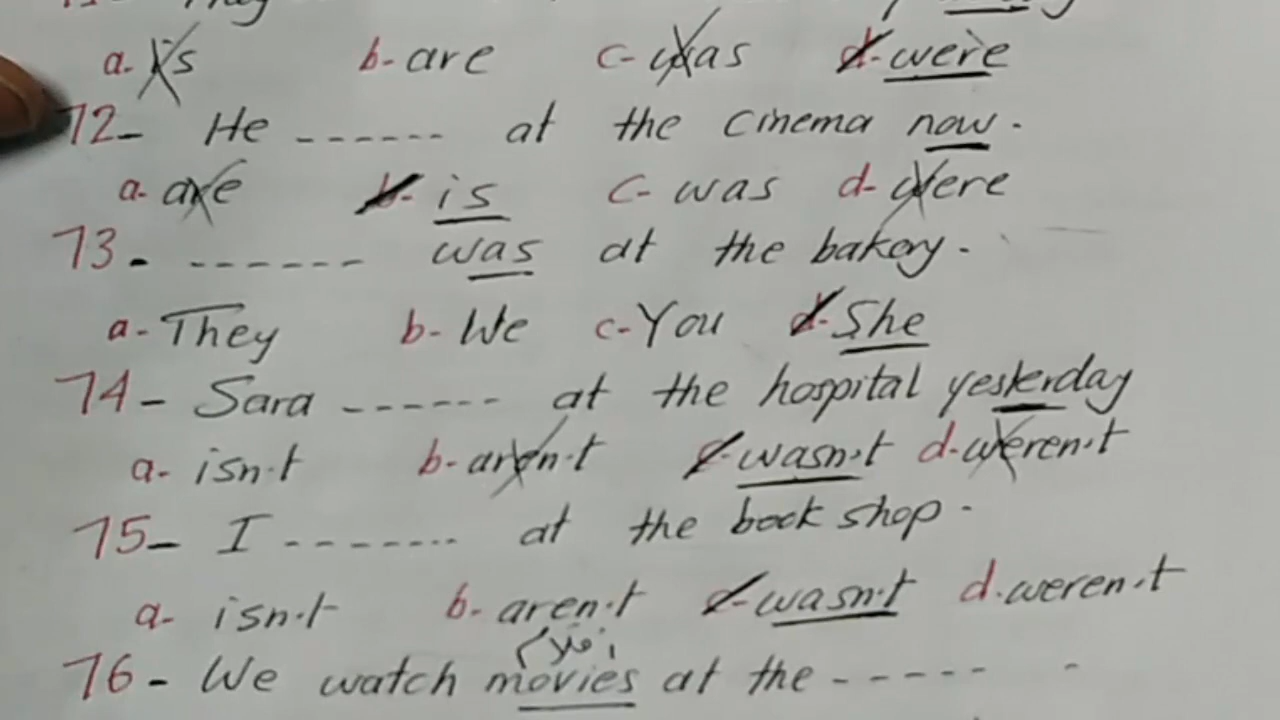 a- is b- are c- was d- were
72- He ------ at the cinema now.
a- are b- is c- was d- were
73- ------ was at the bakery.
a- They b- We c- You d- She
74- Sara ------ at the hospital yesterday
a- isn't b- aren't c- wasn't d- weren't
75- I ------- at the book shop.
a- isn't b- aren't c- wasn't d. weren't
أفلام
76- We watch movies at the -----